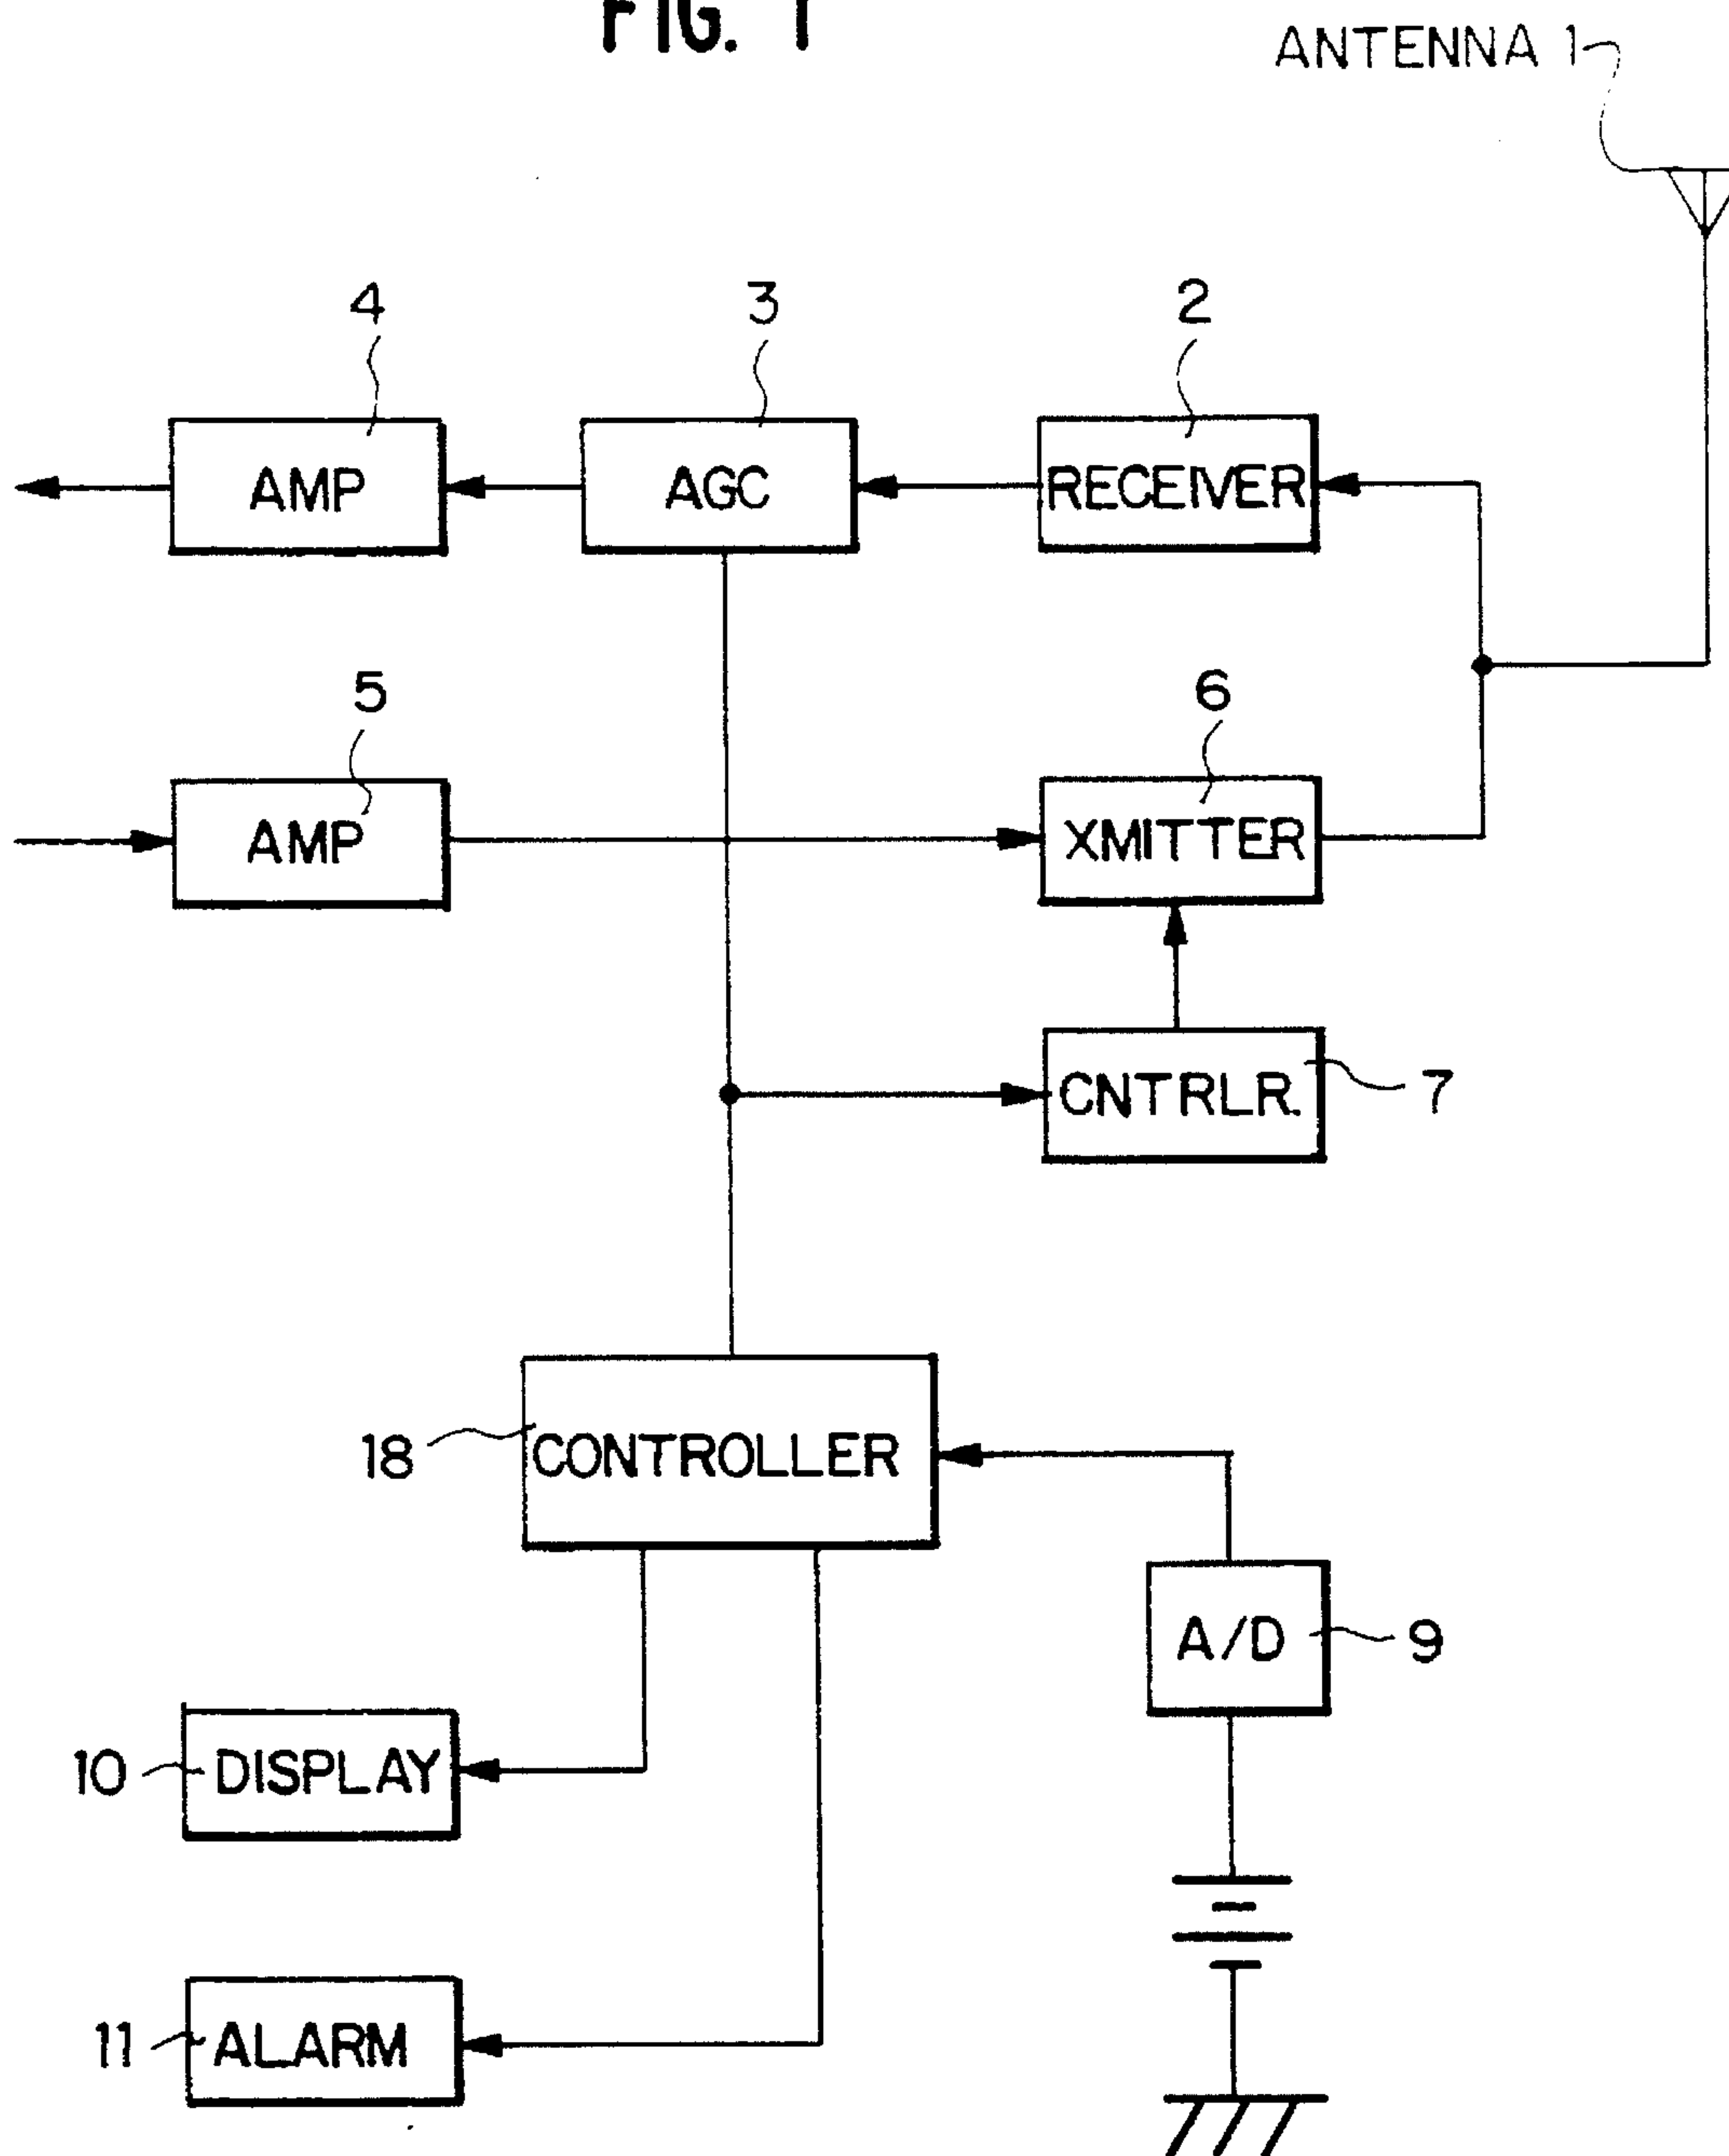 FIG. 1
ANTENNA 1
4
3
2
AMP
AGC
RECEIVER
5
6
AMP
XMITTER
CNTRLR.
7
18
CONTROLLER
A/D
9
10
DISPLAY
11
ALARM